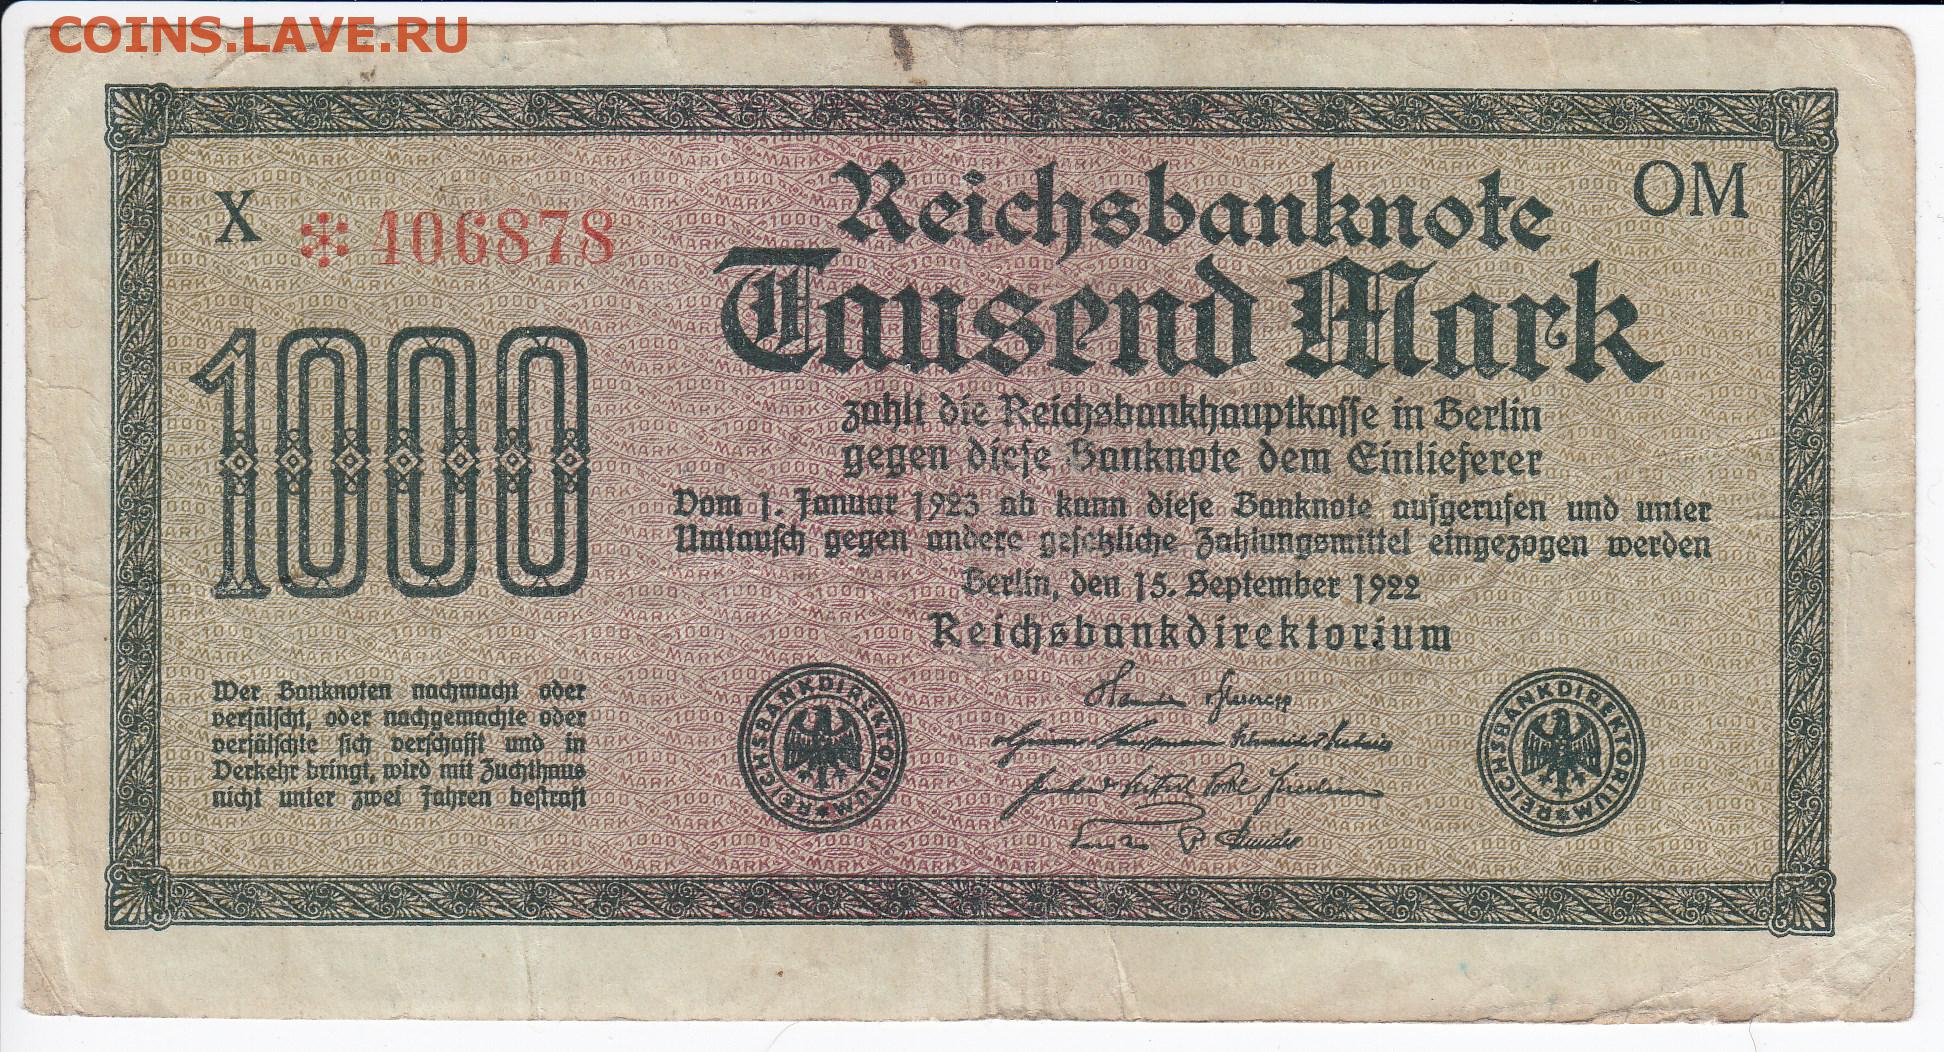 COINS.LAVE.RU
Reichsbanknote
OM
X
*406878
Tausend Mark
1000
zahlt die Reichsbankhauptkasse in Berlin
gegen diese Banknote dem Einlieferer
Vom 1. Januar 1923 ab kann diese Banknote aufgerufen und unter
Umtausch gegen andere gesetzliche Zahlungsmittel eingezogen werden
Berlin, den 15. September 1922
Reichsbankdirektorium
Wer Banknoten nachmacht oder
verfälscht, oder nachgemachte oder
verfälschte sich verschafft und in
Verkehr bringt, wird mit Zuchthaus
nicht unter zwei Jahren bestraft
REICHSBANKDIREKTORIUM
REICHSBANKDIREKTORIUM